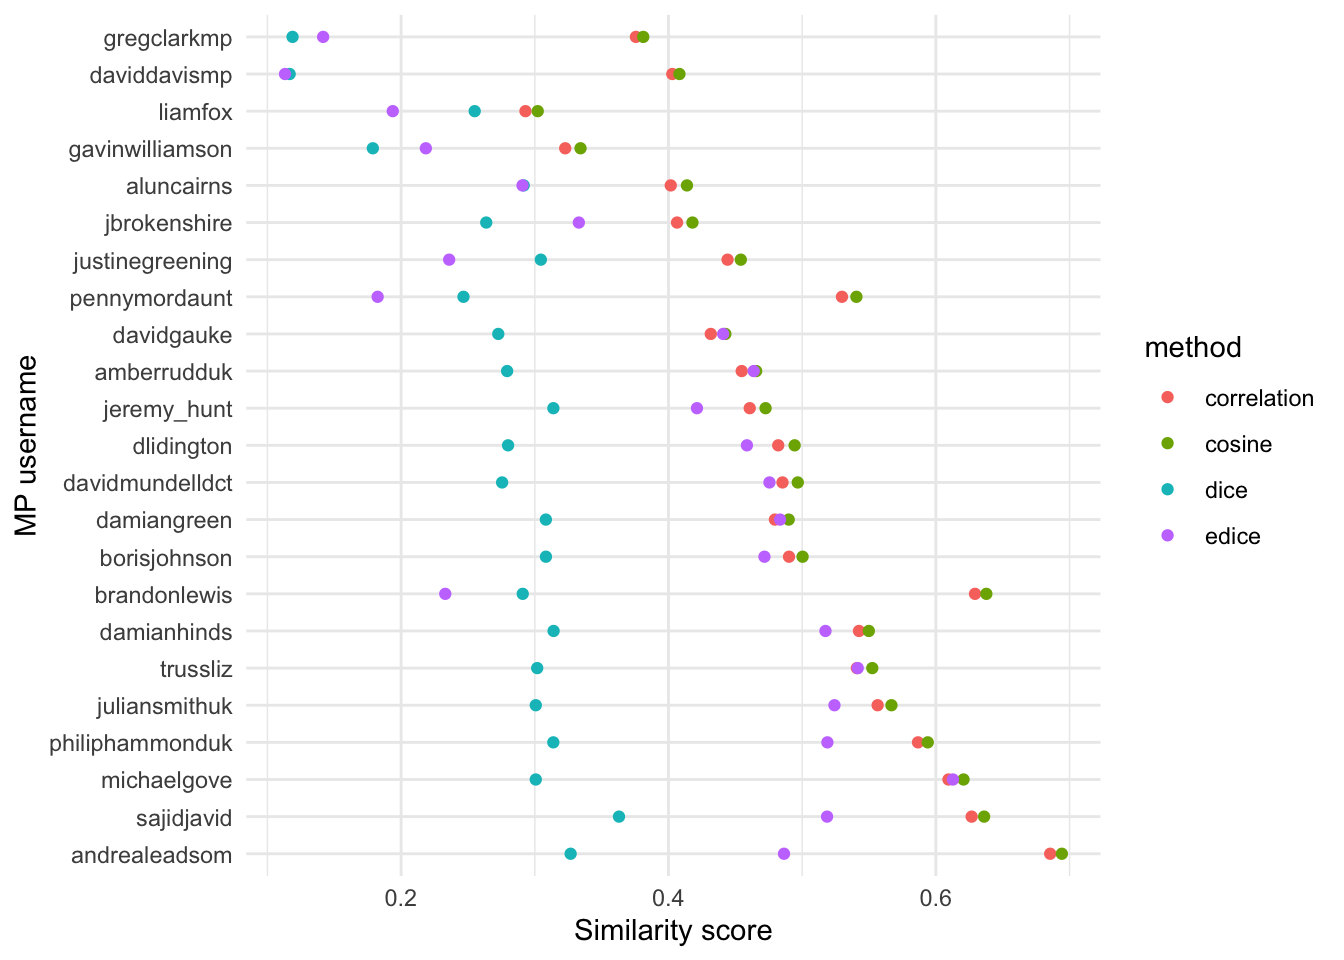 gregclarkmp
daviddavismp
liamfox
gavinwilliamson
aluncairns
jbrokenshire
justinegreening
pennymordaunt
davidgauke
amberrudduk
jeremy_hunt
dlidington
davidmundelldct
damiangreen
borisjohnson
brandonlewis
damianhinds
trussliz
juliansmithuk
philiphammonduk
michaelgove
sajidjavid
andrealeadsom
MP username
0.2 0.4 0.6
Similarity score
method
correlation
cosine
dice
edice